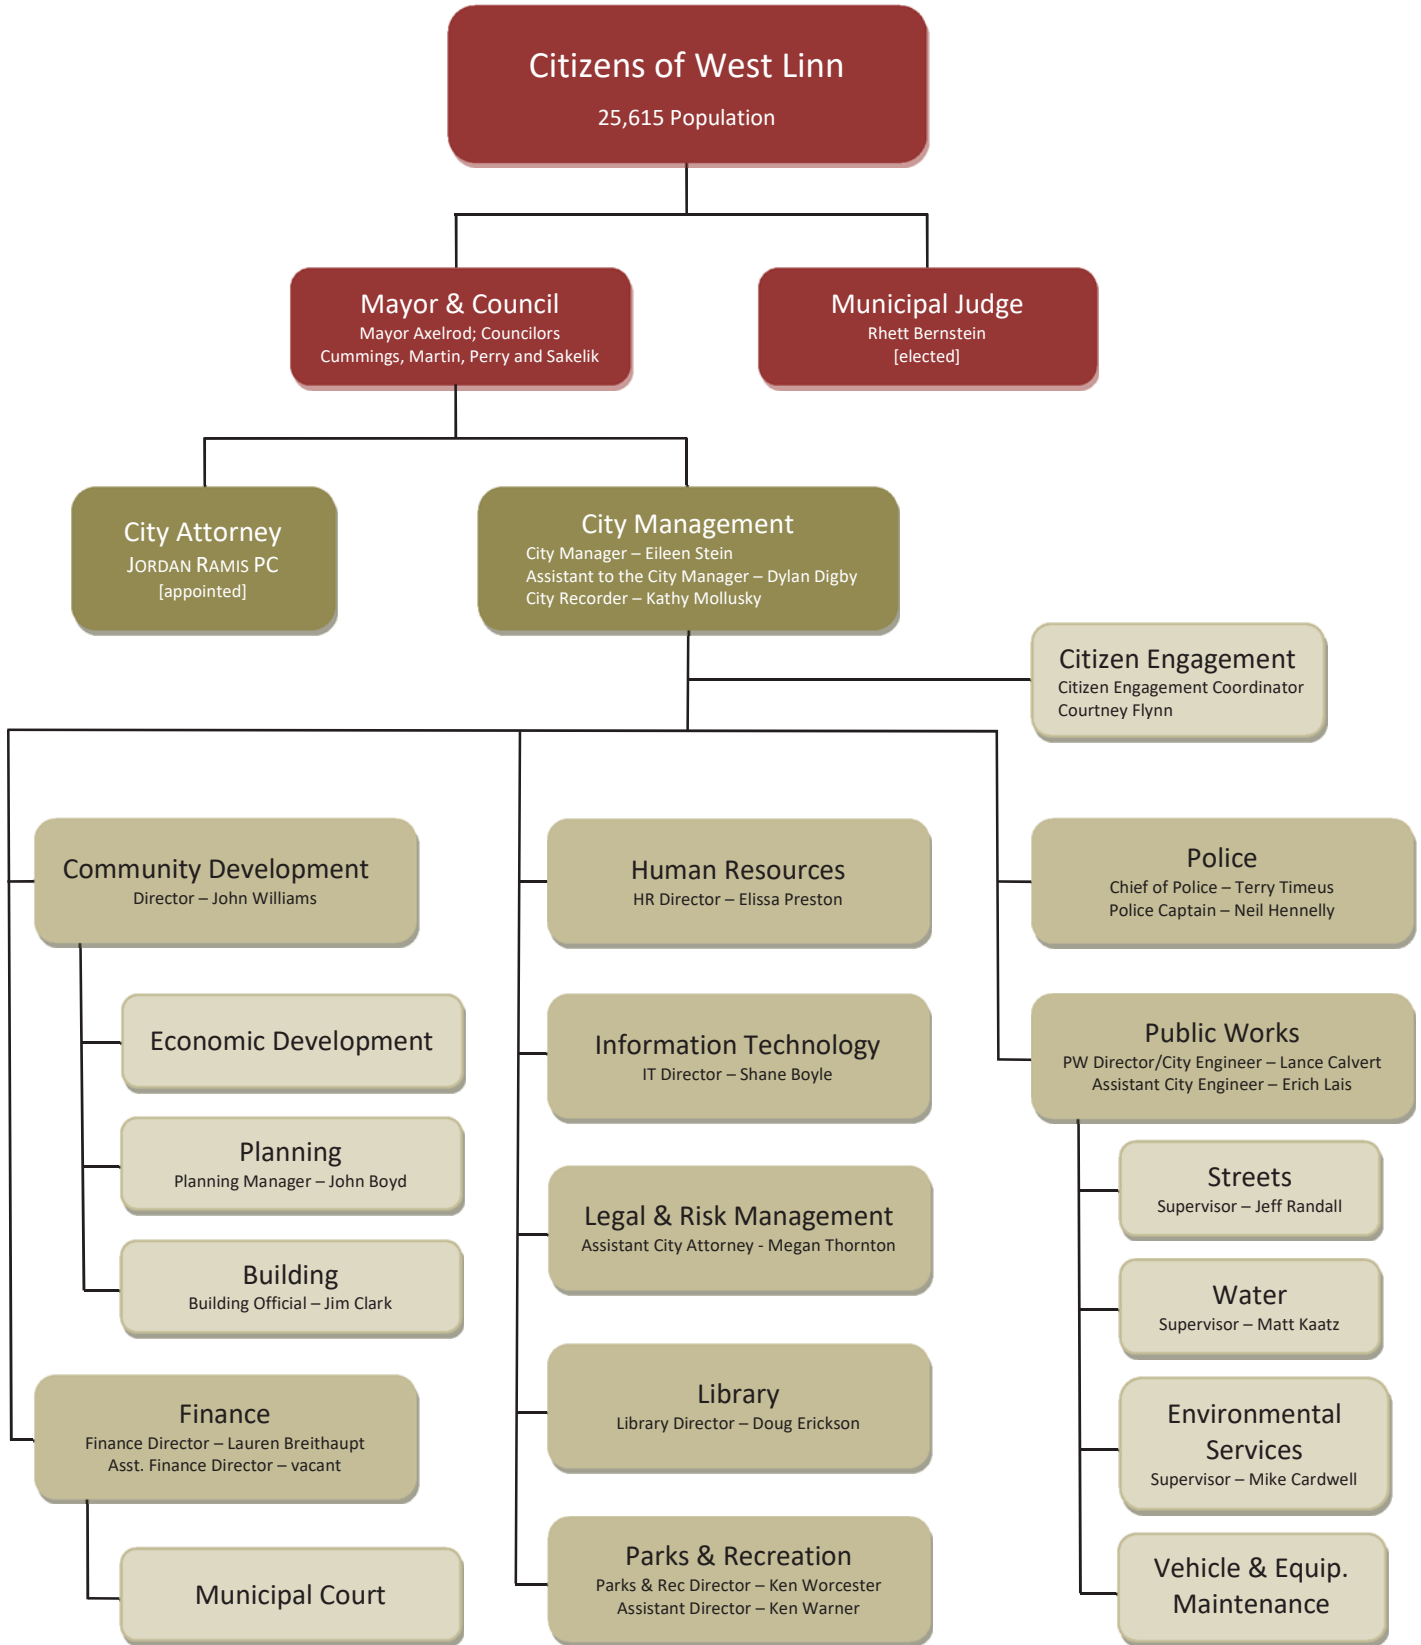 Citizens of West Linn
25,615 Population
Mayor & Council
Mayor Axelrod; Councilors
Cummings, Martin, Perry and Sakelik
Municipal Judge
Rhett Bernstein
[elected]
City Attorney
JORDAN RAMIS PC
[appointed]
City Management
City Manager – Eileen Stein
Assistant to the City Manager – Dylan Digby
City Recorder – Kathy Mollusky
Citizen Engagement
Citizen Engagement Coordinator
Courtney Flynn
Community Development
Director – John Williams
Economic Development
Planning
Planning Manager – John Boyd
Building
Building Official – Jim Clark
Finance
Finance Director – Lauren Breithaupt
Asst. Finance Director – vacant
Municipal Court
Human Resources
HR Director – Elissa Preston
Information Technology
IT Director – Shane Boyle
Legal & Risk Management
Assistant City Attorney - Megan Thornton
Library
Library Director – Doug Erickson
Parks & Recreation
Parks & Rec Director – Ken Worcester
Assistant Director – Ken Warner
Police
Chief of Police – Terry Timeus
Police Captain – Neil Hennelly
Public Works
PW Director/City Engineer – Lance Calvert
Assistant City Engineer – Erich Lais
Streets
Supervisor – Jeff Randall
Water
Supervisor – Matt Kaatz
Environmental
Services
Supervisor – Mike Cardwell
Vehicle & Equip.
Maintenance